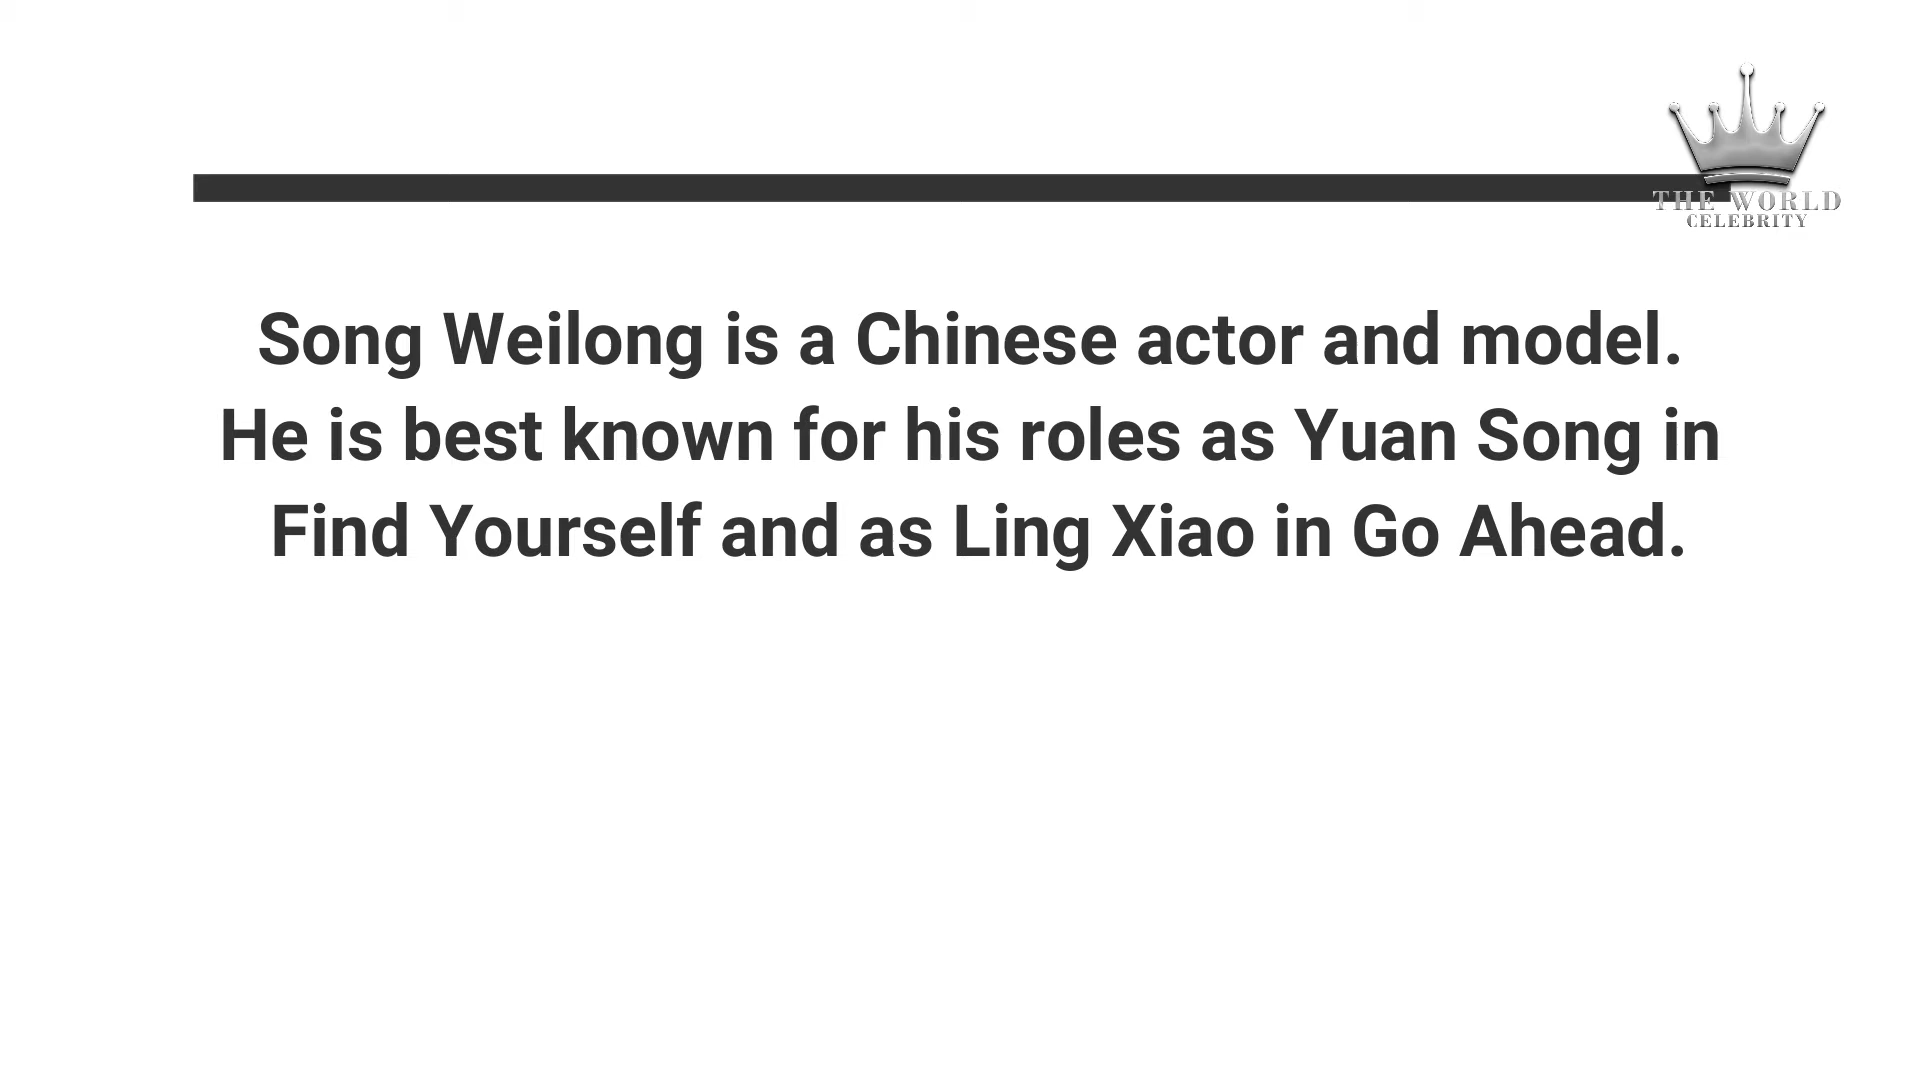 THE WORLD
CELEBRITY
Song Weilong is a Chinese actor and model.
He is best known for his roles as Yuan Song in
Find Yourself and as Ling Xiao in Go Ahead.